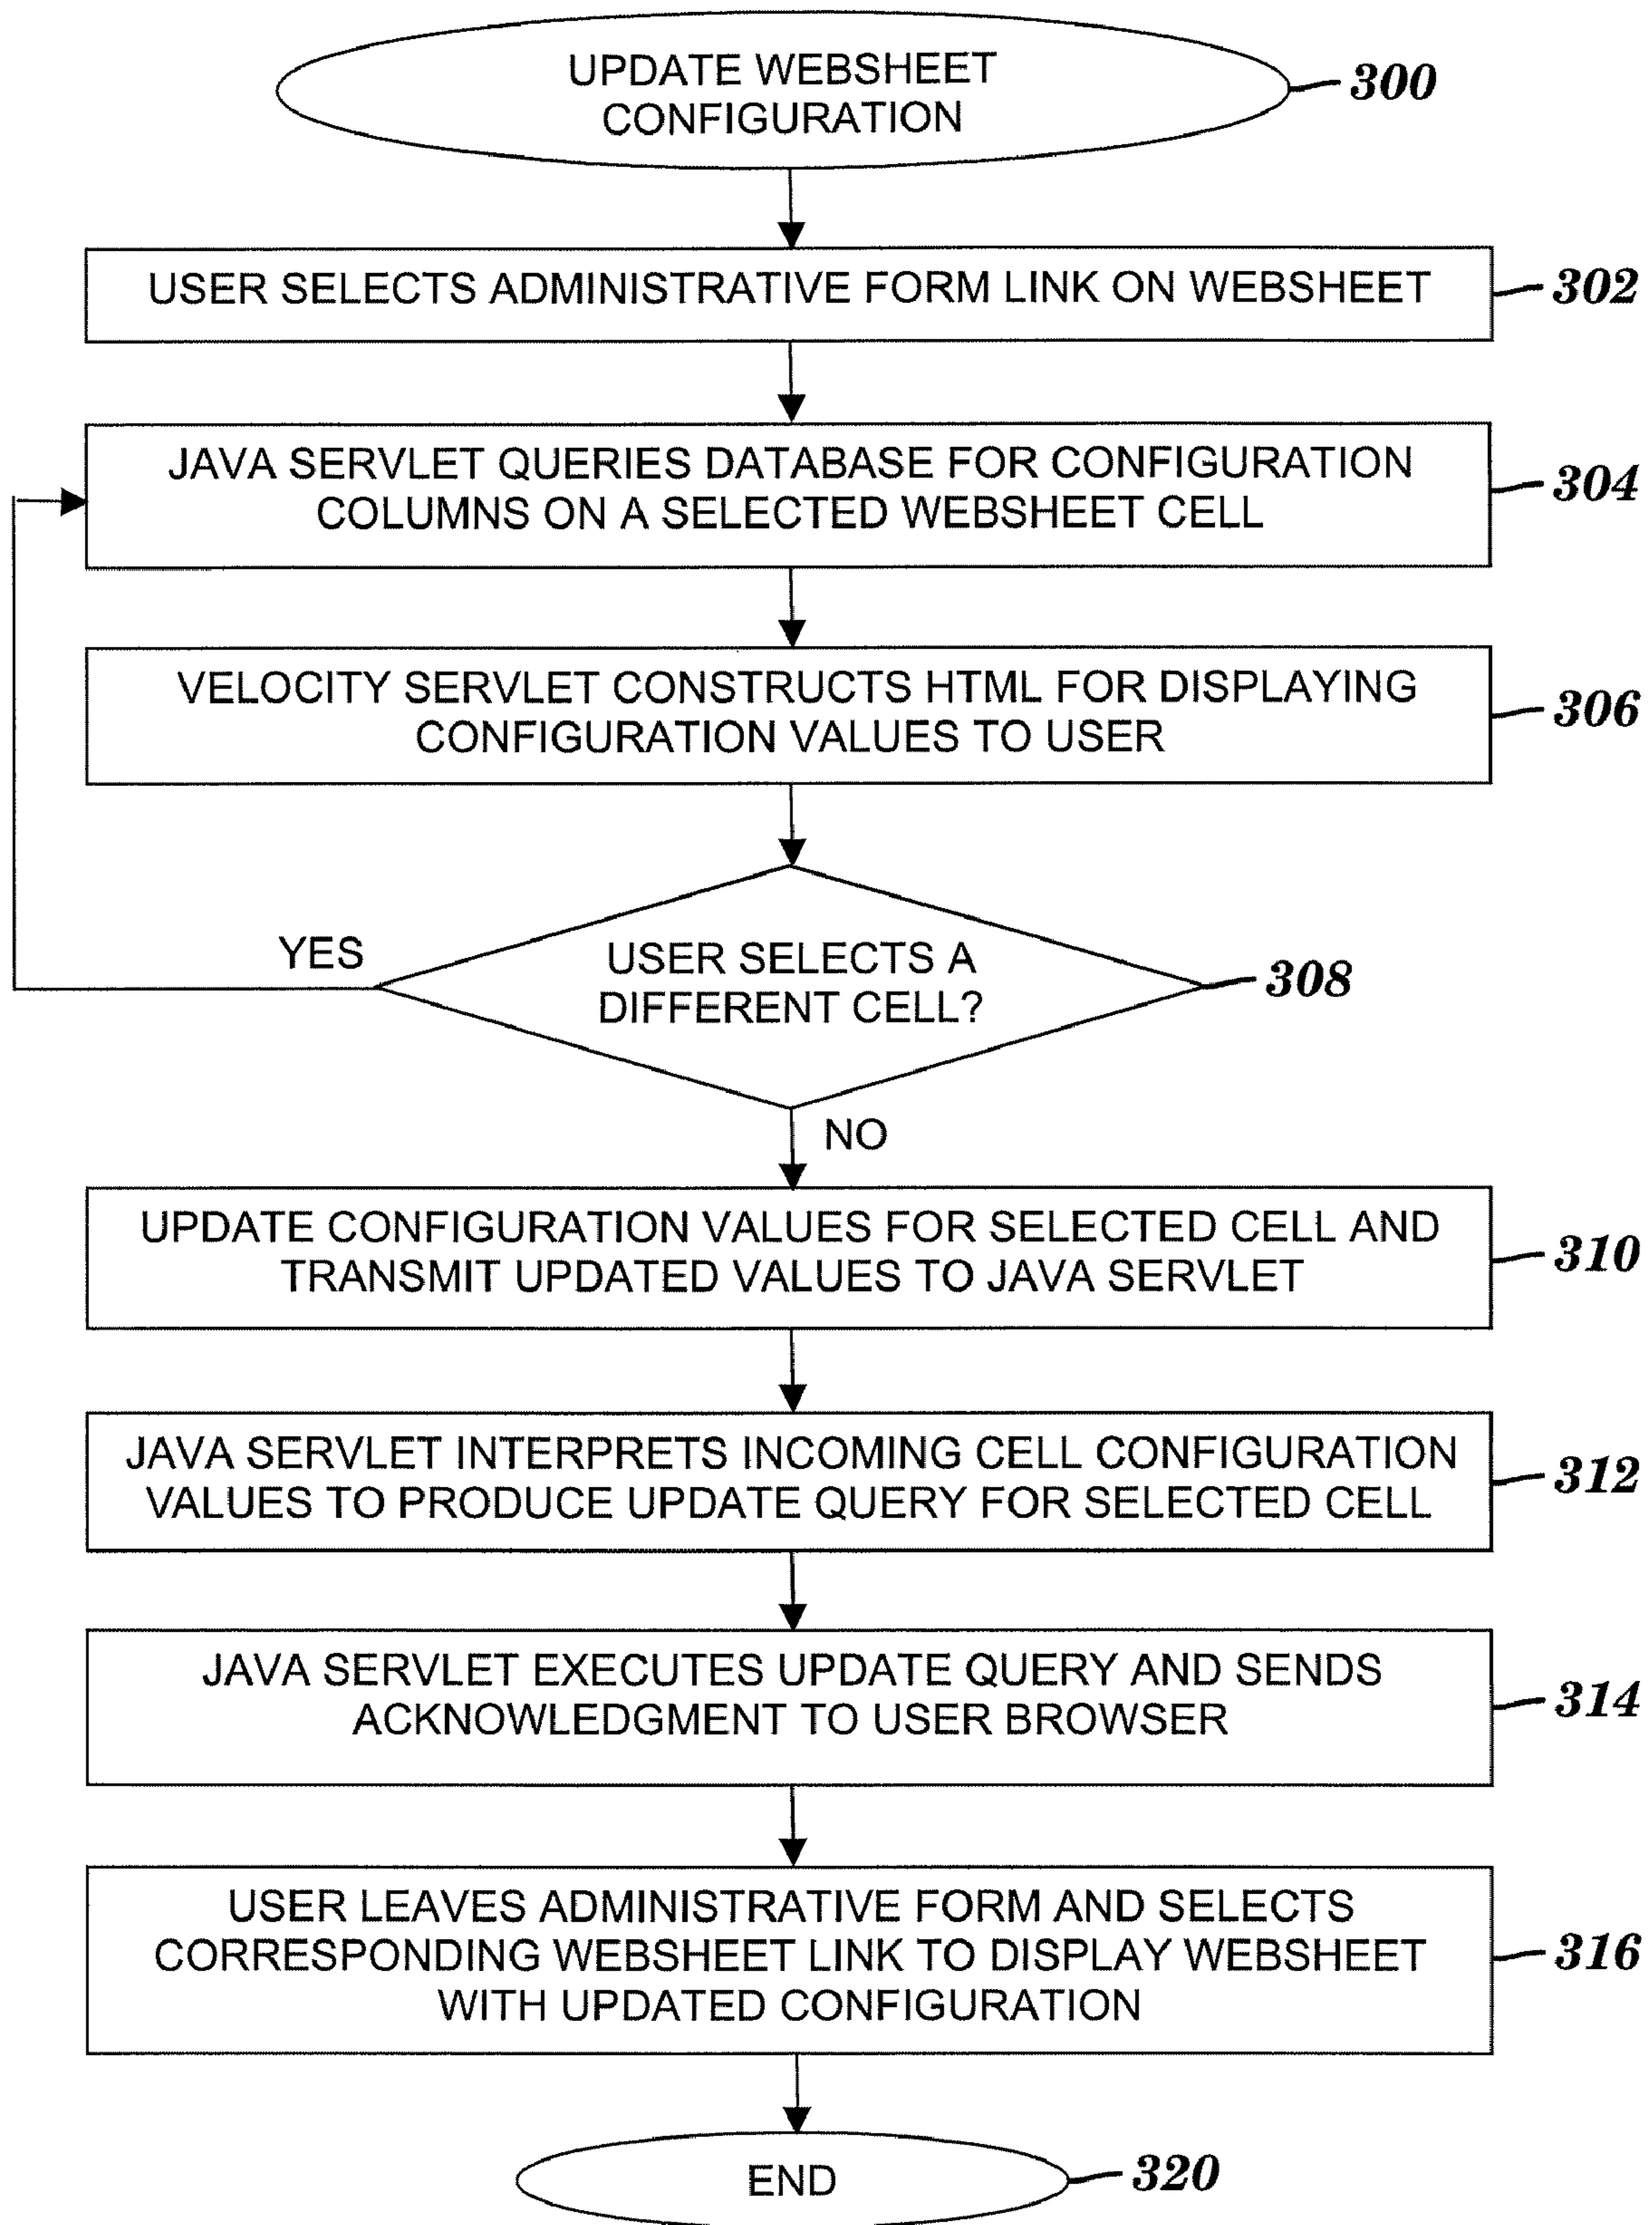 UPDATE WEBSHEET
CONFIGURATION
300
USER SELECTS ADMINISTRATIVE FORM LINK ON WEBSHEET
302
JAVA SERVLET QUERIES DATABASE FOR CONFIGURATION
COLUMNS ON A SELECTED WEBSHEET CELL
304
VELOCITY SERVLET CONSTRUCTS HTML FOR DISPLAYING
CONFIGURATION VALUES TO USER
306
YES
USER SELECTS A
DIFFERENT CELL?
308
NO
UPDATE CONFIGURATION VALUES FOR SELECTED CELL AND
TRANSMIT UPDATED VALUES TO JAVA SERVLET
310
JAVA SERVLET INTERPRETS INCOMING CELL CONFIGURATION
VALUES TO PRODUCE UPDATE QUERY FOR SELECTED CELL
312
JAVA SERVLET EXECUTES UPDATE QUERY AND SENDS
ACKNOWLEDGMENT TO USER BROWSER
314
USER LEAVES ADMINISTRATIVE FORM AND SELECTS
CORRESPONDING WEBSHEET LINK TO DISPLAY WEBSHEET
WITH UPDATED CONFIGURATION
316
END
320